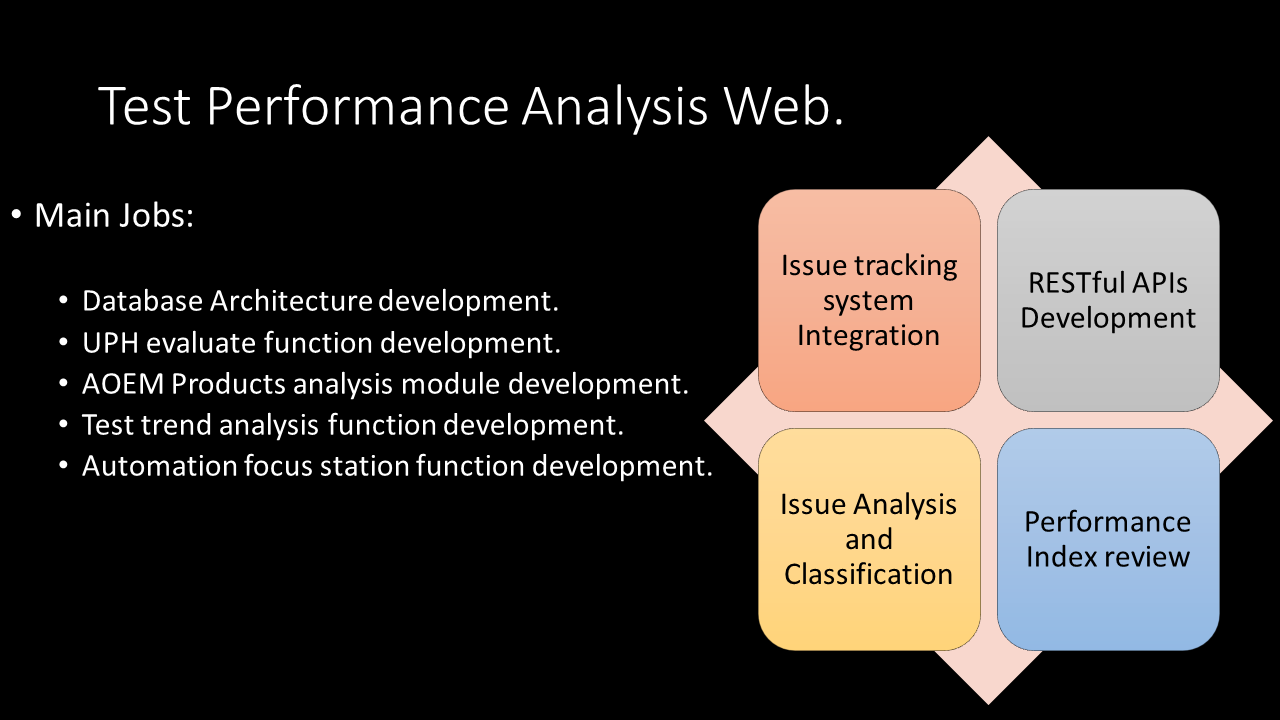 Test Performance Analysis Web.
• Main Jobs:
• Database Architecture development.
• UPH evaluate function development.
• AOEM Products analysis module development.
• Test trend analysis function development.
• Automation focus station function development.
Issue tracking
system
Integration
RESTful APIs
Development
Issue Analysis
and
Classification
Performance
Index review